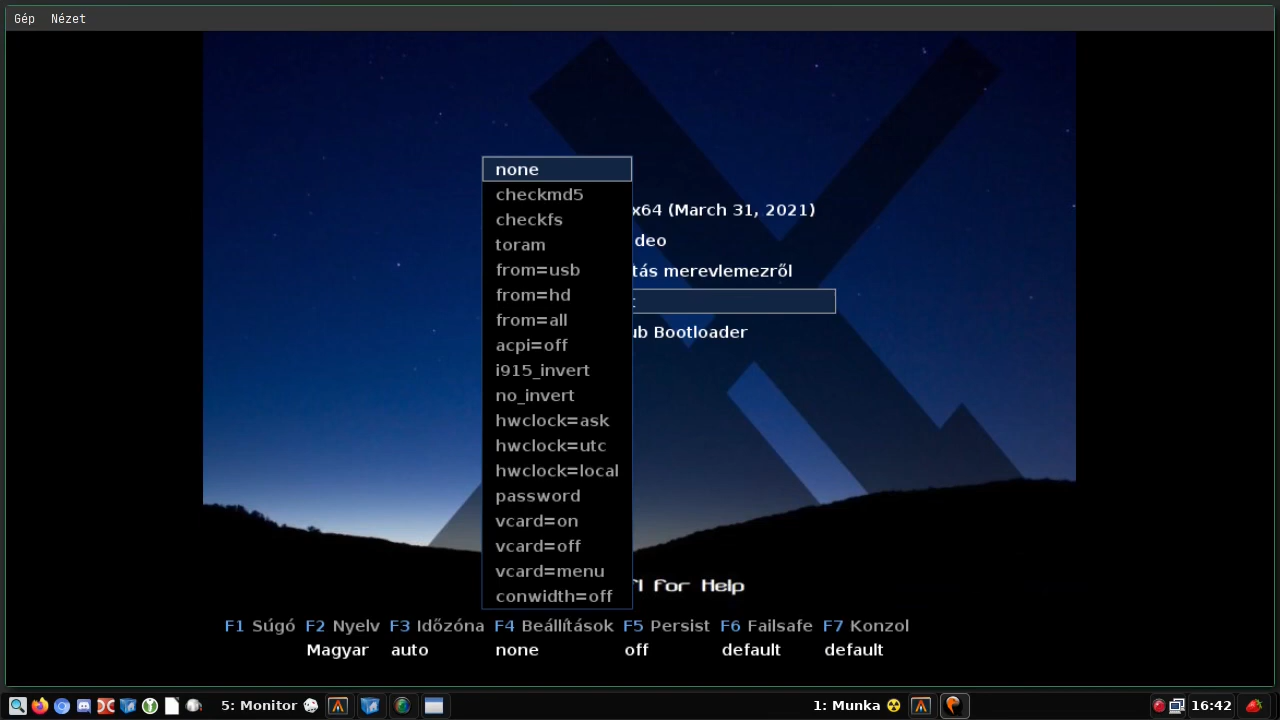 Gép Nézet
none
checkmd5
checkfs
toram
from=usb
from=hd
from=all
acpi=off
i915_invert
no_invert
hwclock=ask
hwclock=utc
hwclock=local
password
vcard=on
vcard=off
vcard=menu
conwidth=off
x64 (March 31, 2021)
deo
tás merevlemezről
ub Bootloader
for Help
F1 Súgó F2 Nyelv F3 Időzóna F4 Beállítások F5 Persist F6 Failsafe F7 Konzol
Magyar auto none off default default
5: Monitor 1: Munka 16:42